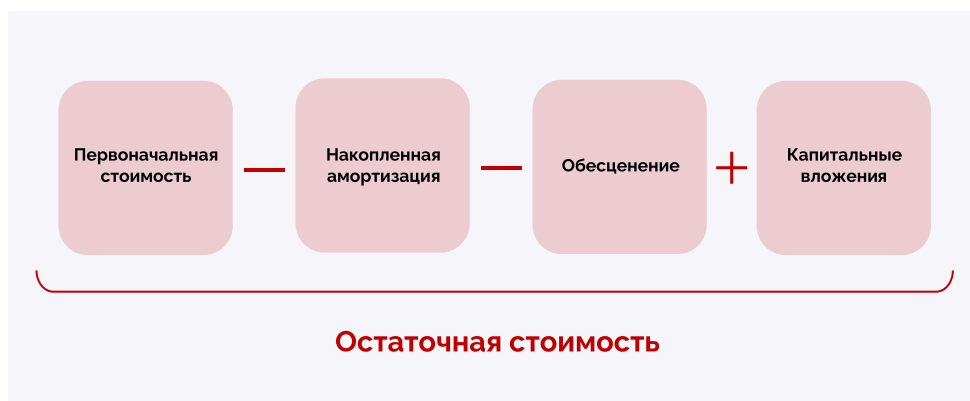 Первоначальная
стоимость
—
Накопленная
амортизация
—
Обесценение
+
Капитальные
вложения
Остаточная стоимость